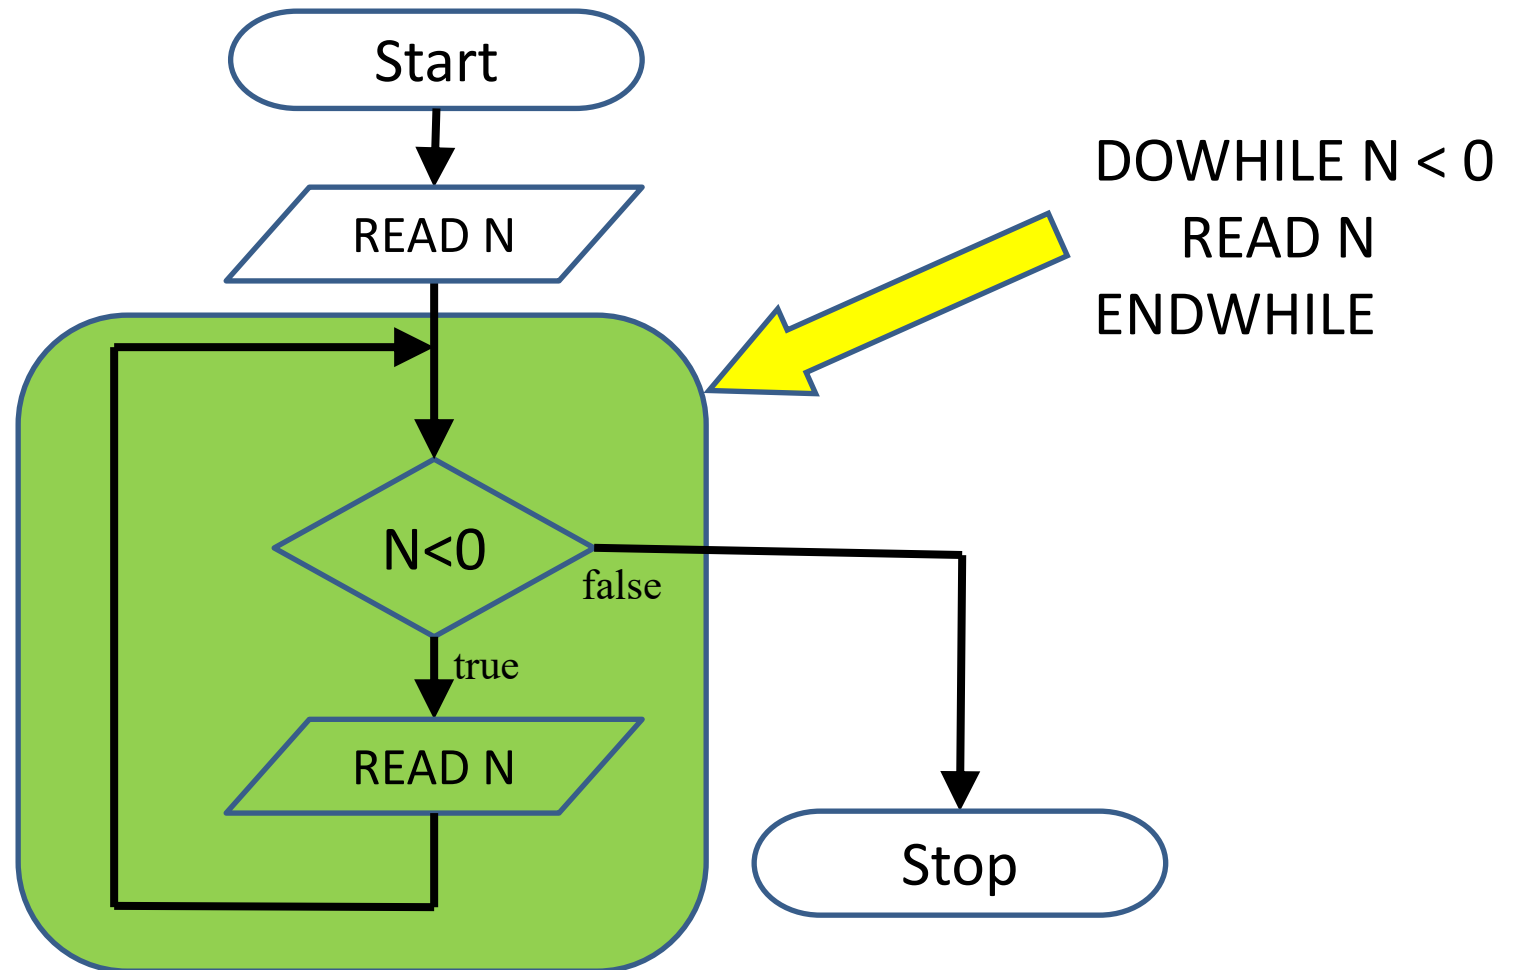 Start
READ N
DOWHILE N < 0
READ N
ENDWHILE
N<0
false
true
READ N
Stop